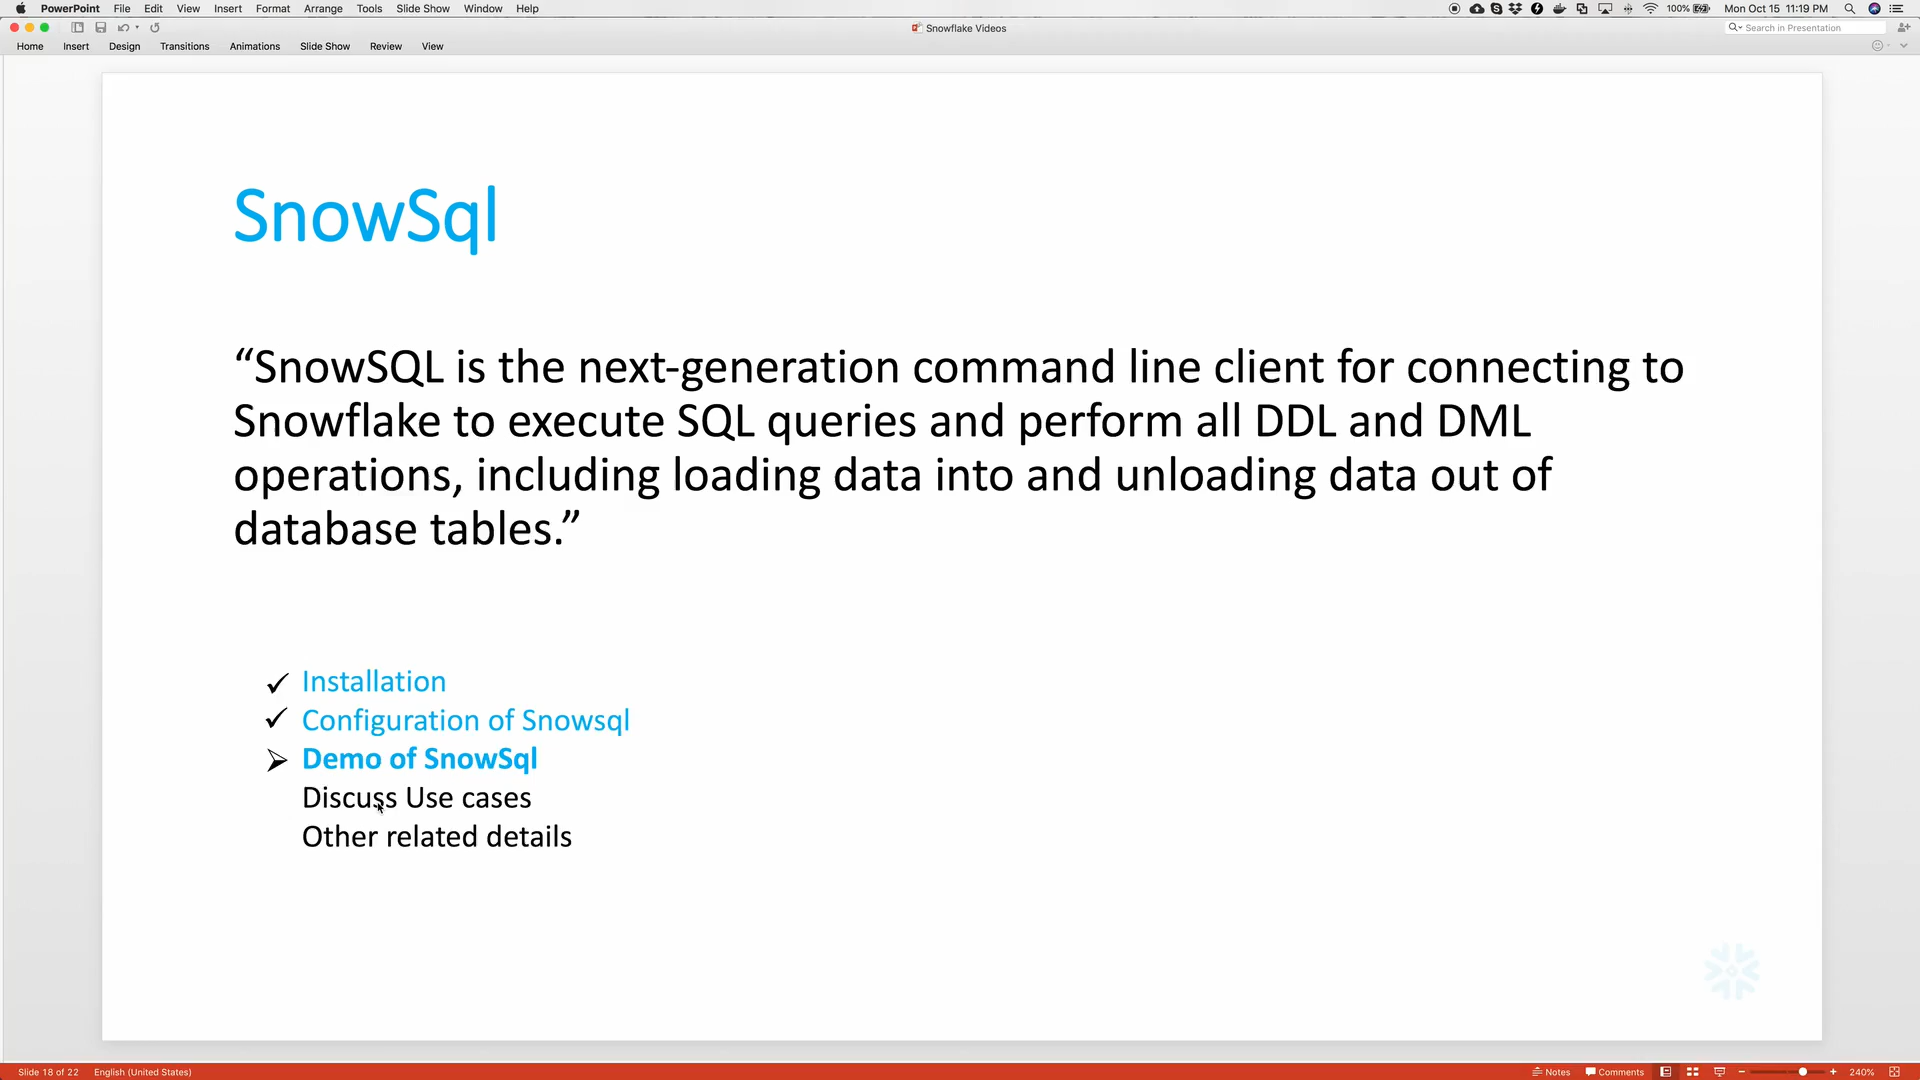 PowerPoint File Edit View Insert Format Arrange Tools Slide Show Window Help 100% Mon Oct 15 11:19 PM
Snowflake Videos
Search in Presentation
Home Insert Design Transitions Animations Slide Show Review View
SnowSql
“SnowSQL is the next-generation command line client for connecting to
Snowflake to execute SQL queries and perform all DDL and DML
operations, including loading data into and unloading data out of
database tables.”
✓ Installation
✓ Configuration of Snowsql
➢ Demo of SnowSql
Discuss Use cases
Other related details
Slide 18 of 22 English (United States) Notes Comments 240%